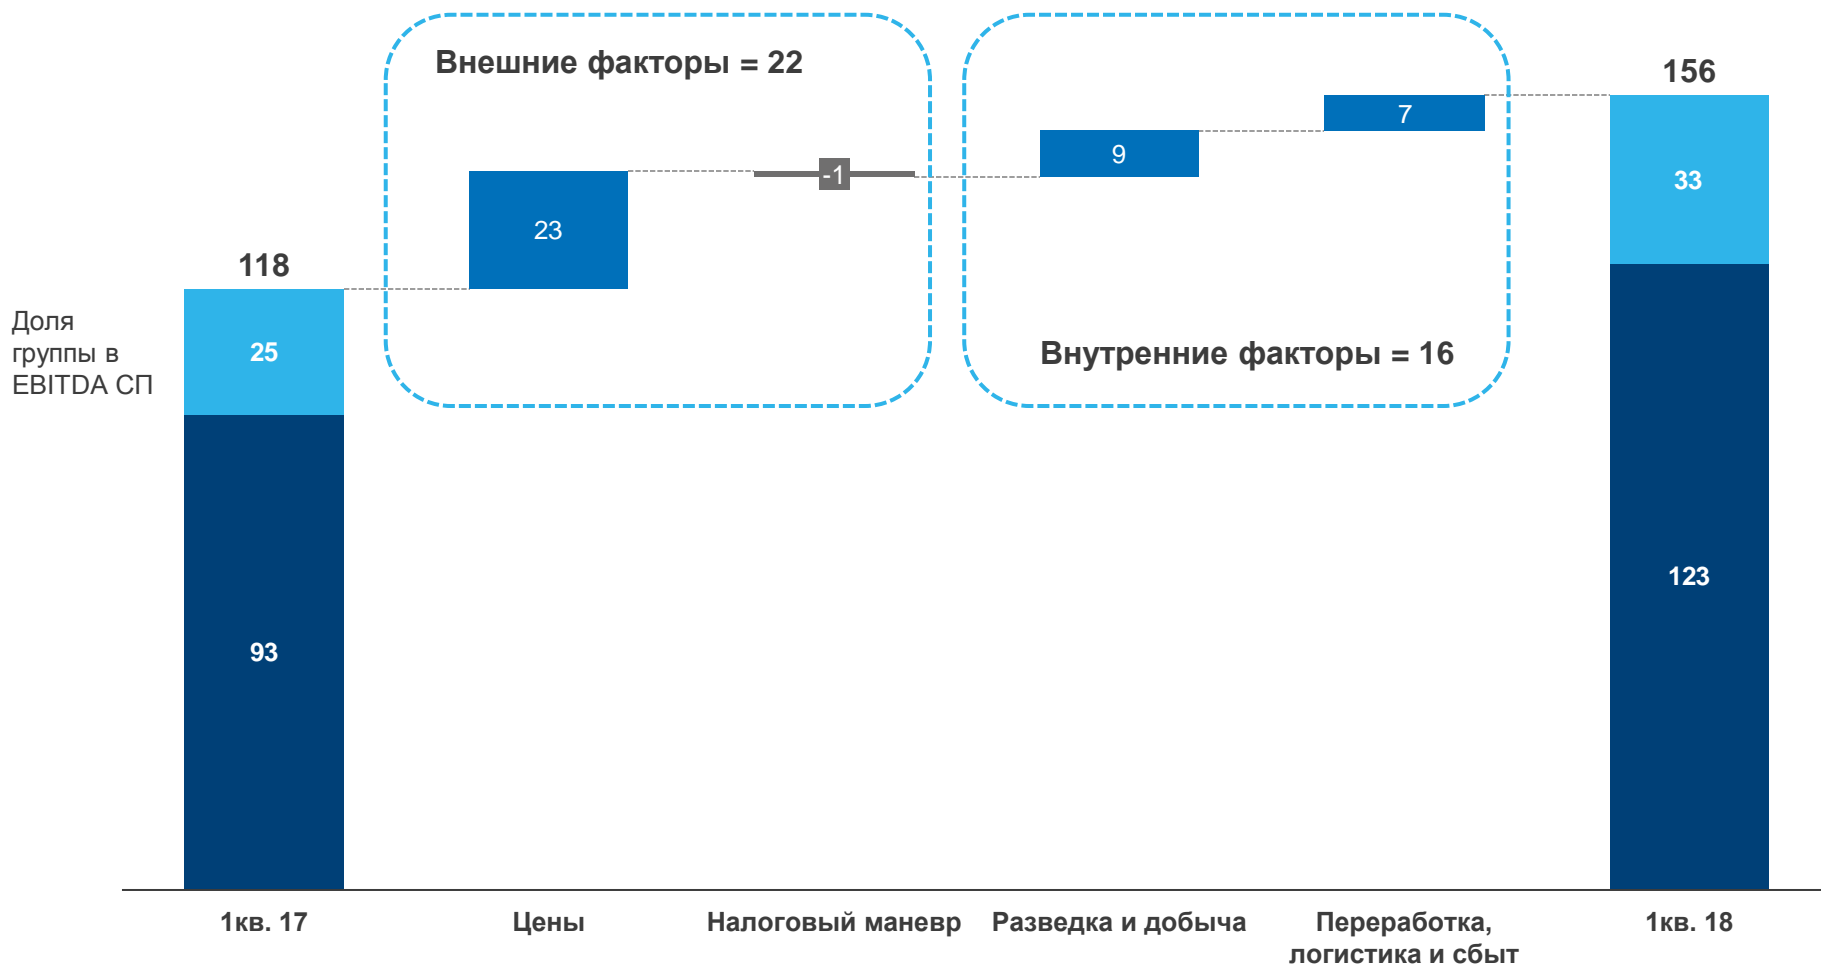 Внешние факторы = 22
156
7
9
-1
33
23
118
Доля
группы в
EBITDA СП
25
Внутренние факторы = 16
123
93
1кв. 17
Цены
Налоговый маневр
Разведка и добыча
Переработка,
логистика и сбыт
1кв. 18